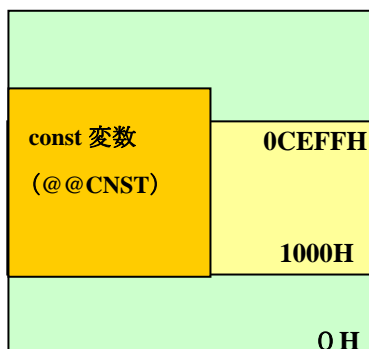 const 変数
0CEFFH
（@@CNST）
1000H
０H